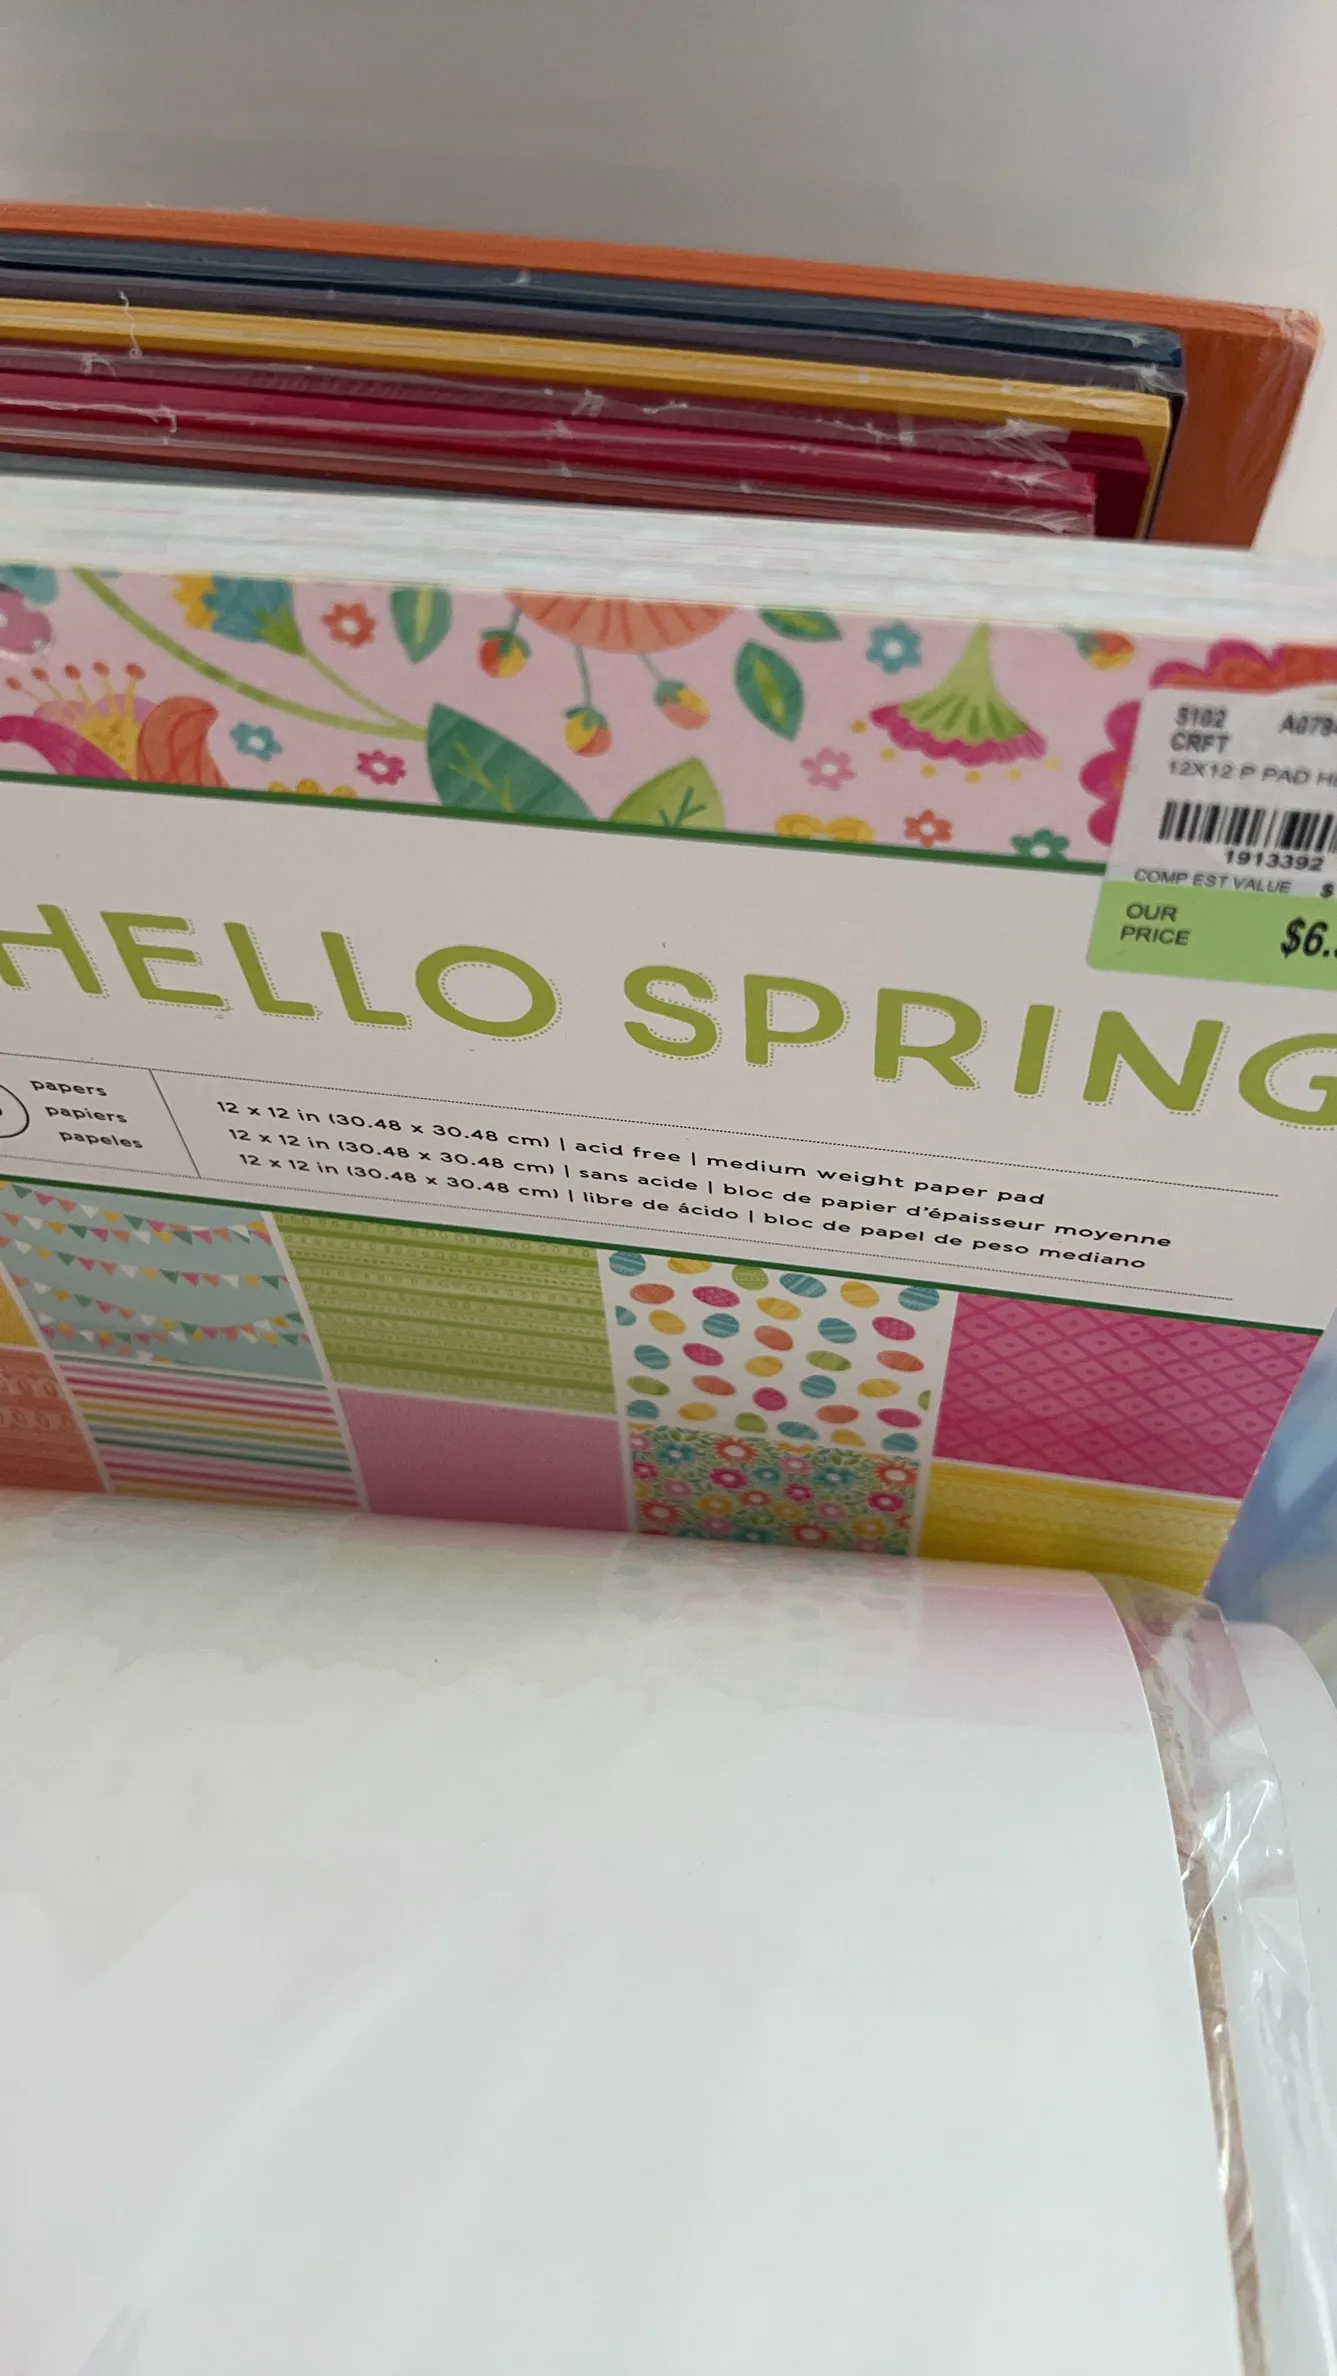 5102
CRFT
12X12 P PAD
1913392
COMP EST VALUE $
OUR
PRICE
$6.
HELLO SPRING
papers
papiers
papeles
12 x 12 in (30.48 x 30.48 cm) | acid free | medium weight paper pad
12 x 12 in (30.48 x 30.48 cm) | sans acide | bloc de papier d'épaisseur moyenne
12 x 12 in (30.48 x 30.48 cm) | libre de ácido | bloc de papel de peso mediano